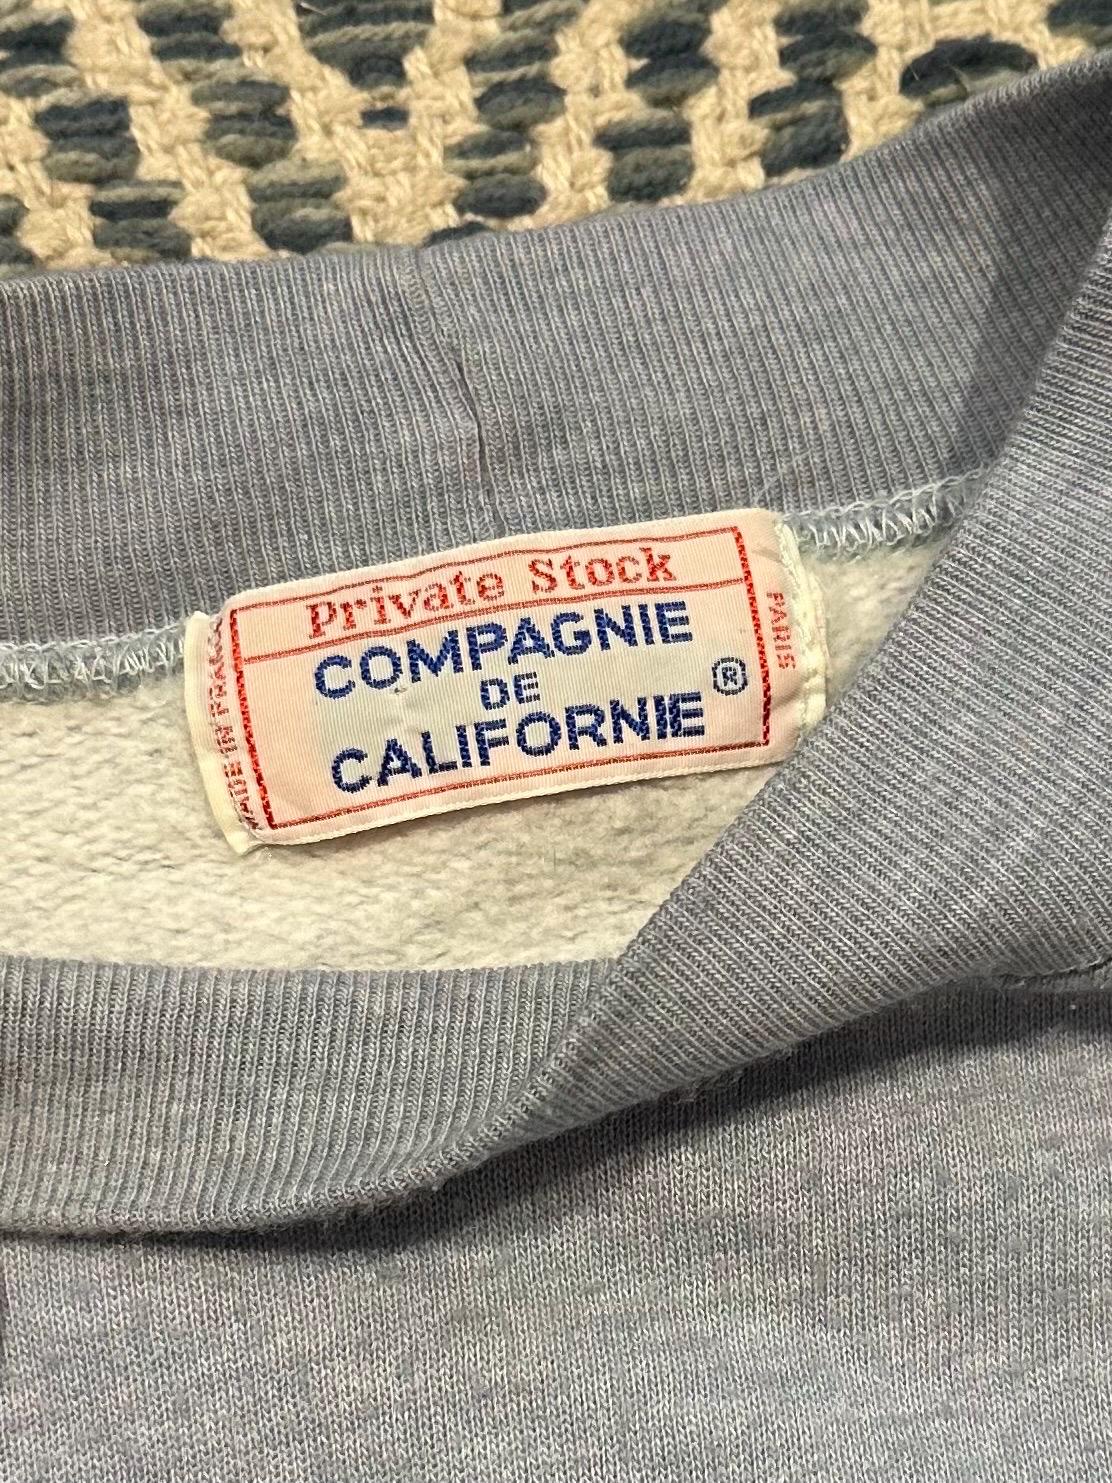 Private Stock
COMPAGNIE
DE
CALIFORNIE ®
MADE IN FRANCE
PARIS